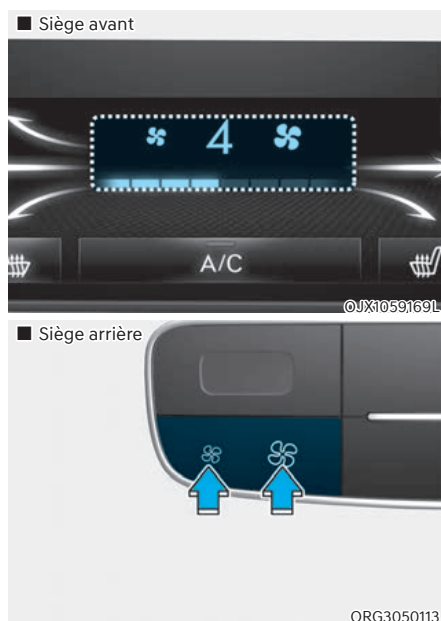 ■ Siège avant
4
A/C
OJX1059169L
■ Siège arrière
ORG3050113